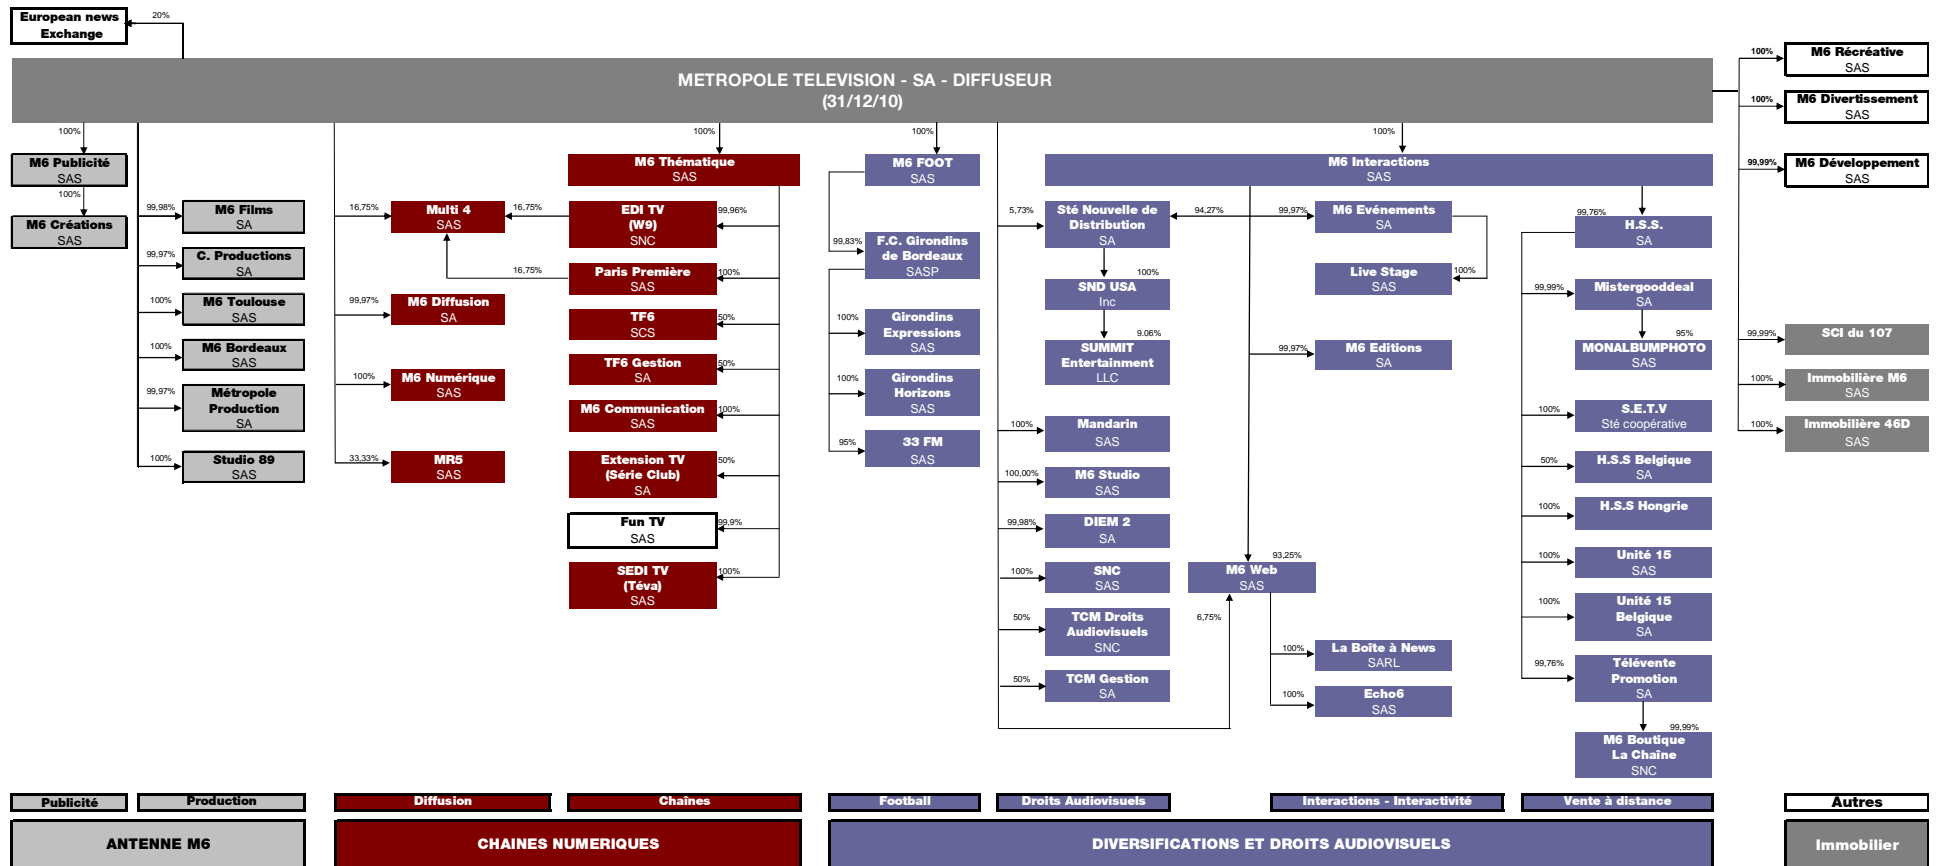 European news
Exchange
20%
METROPOLE TELEVISION - SA - DIFFUSEUR
(31/12/10)
100%
M6 Publicité
SAS
100%
M6 Créations
SAS
99,98%
M6 Films
SA
99,97%
C. Productions
SA
100%
M6 Toulouse
SAS
100%
M6 Bordeaux
SAS
99,97%
Métropole
Production
SA
100%
Studio 89
SAS
16,75%
Multi 4
SAS
16,75%
16,75%
99,97%
M6 Diffusion
SA
100%
M6 Numérique
SAS
33,33%
MR5
SAS
100%
M6 Thématique
SAS
EDI TV
(W9)
SNC
99,96%
Paris Première
SAS
100%
TF6
SCS
50%
TF6 Gestion
SA
50%
M6 Communication
SAS
100%
Extension TV
(Série Club)
SA
50%
Fun TV
SAS
99,9%
SEDI TV
(Téva)
SAS
100%
100%
M6 FOOT
SAS
99,83%
F.C. Girondins
de Bordeaux
SASP
100%
Girondins
Expressions
SAS
100%
Girondins
Horizons
SAS
95%
33 FM
SAS
100%
M6 Interactions
SAS
5,73%
Sté Nouvelle de
Distribution
SA
94,27%
100%
SND USA
Inc
9.06%
SUMMIT
Entertainment
LLC
100%
Mandarin
SAS
100,00%
M6 Studio
SAS
99,98%
DIEM 2
SA
100%
SNC
SAS
50%
TCM Droits
Audiovisuels
SNC
50%
TCM Gestion
SA
99,97%
M6 Evénements
SA
Live Stage
SAS
100%
99,97%
M6 Editions
SA
93,25%
M6 Web
SAS
6,75%
100%
La Boîte à News
SARL
100%
Echo6
SAS
99,76%
H.S.S.
SA
99,99%
Mistergooddeal
SA
95%
MONALBUMPHOTO
SAS
100%
S.E.T.V
Sté coopérative
50%
H.S.S Belgique
SA
100%
H.S.S Hongrie
100%
Unité 15
SAS
100%
Unité 15
Belgique
SA
99,76%
Télévente
Promotion
SA
99,99%
M6 Boutique
La Chaîne
SNC
100%
M6 Récréative
SAS
100%
M6 Divertissement
SAS
99,99%
M6 Développement
SAS
99,99%
SCI du 107
100%
Immobilière M6
SAS
100%
Immobilière 46D
SAS
Publicité
Production
Diffusion
Chaînes
Football
Droits Audiovisuels
Interactions - Interactivité
Vente à distance
Autres
ANTENNE M6
CHAINES NUMERIQUES
DIVERSIFICATIONS ET DROITS AUDIOVISUELS
Immobilier